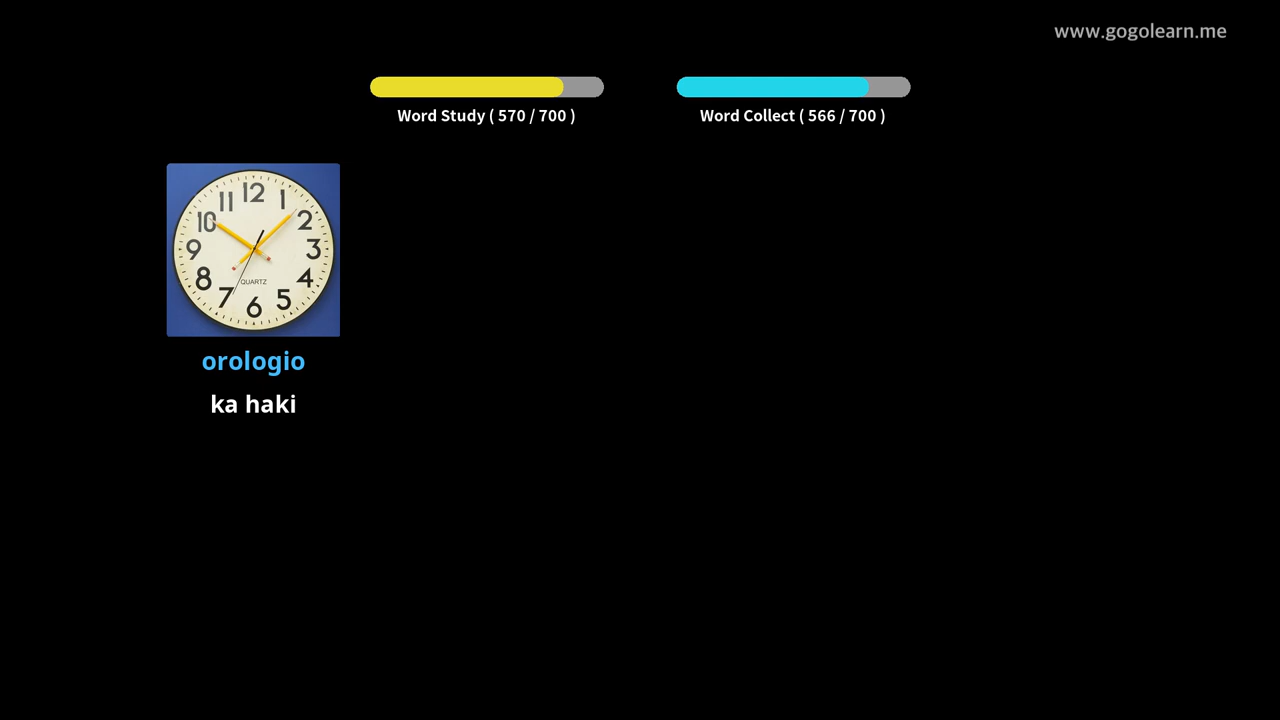 www.gogolearn.me
Word Study ( 570 / 700 )
Word Collect ( 566 / 700 )
12
1
2
3
4
5
6
7
8
9
10
11
QUARTZ
orologio
ka haki